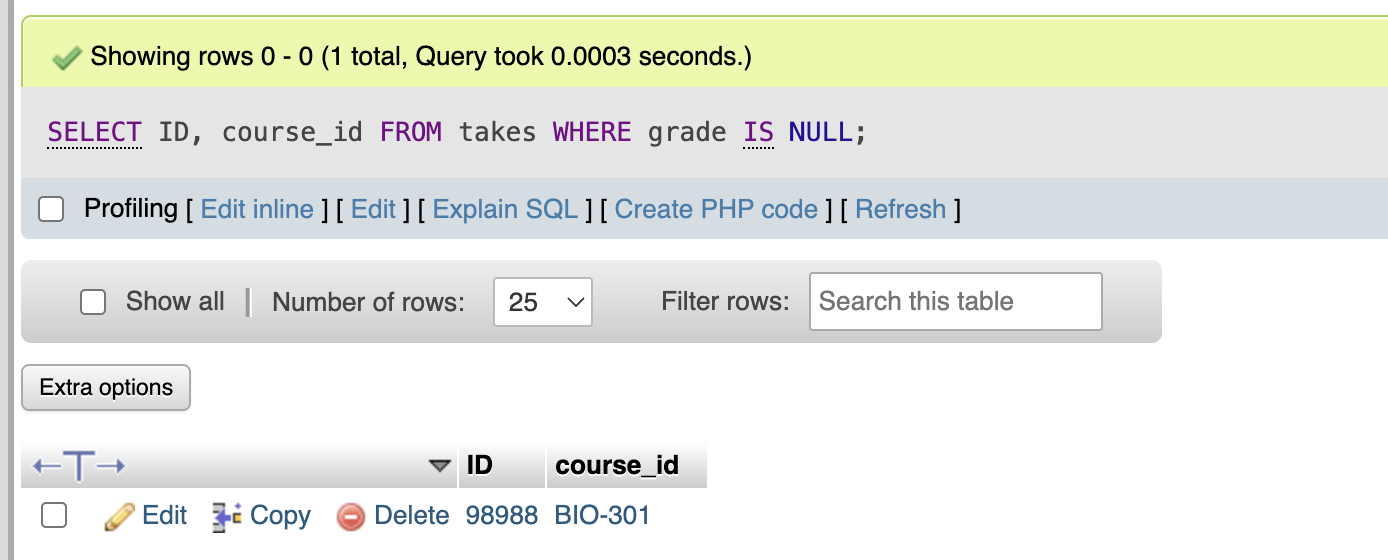 Showing rows 0 - 0 (1 total, Query took 0.0003 seconds.)
SELECT ID, course_id FROM takes WHERE grade IS NULL;
Profiling [ Edit inline ] [ Edit ] [ Explain SQL ] [ Create PHP code ] [ Refresh ]
Show all | Number of rows: 25 Filter rows: Search this table
Extra options
←T→ ID course_id
Edit Copy Delete 98988 BIO-301